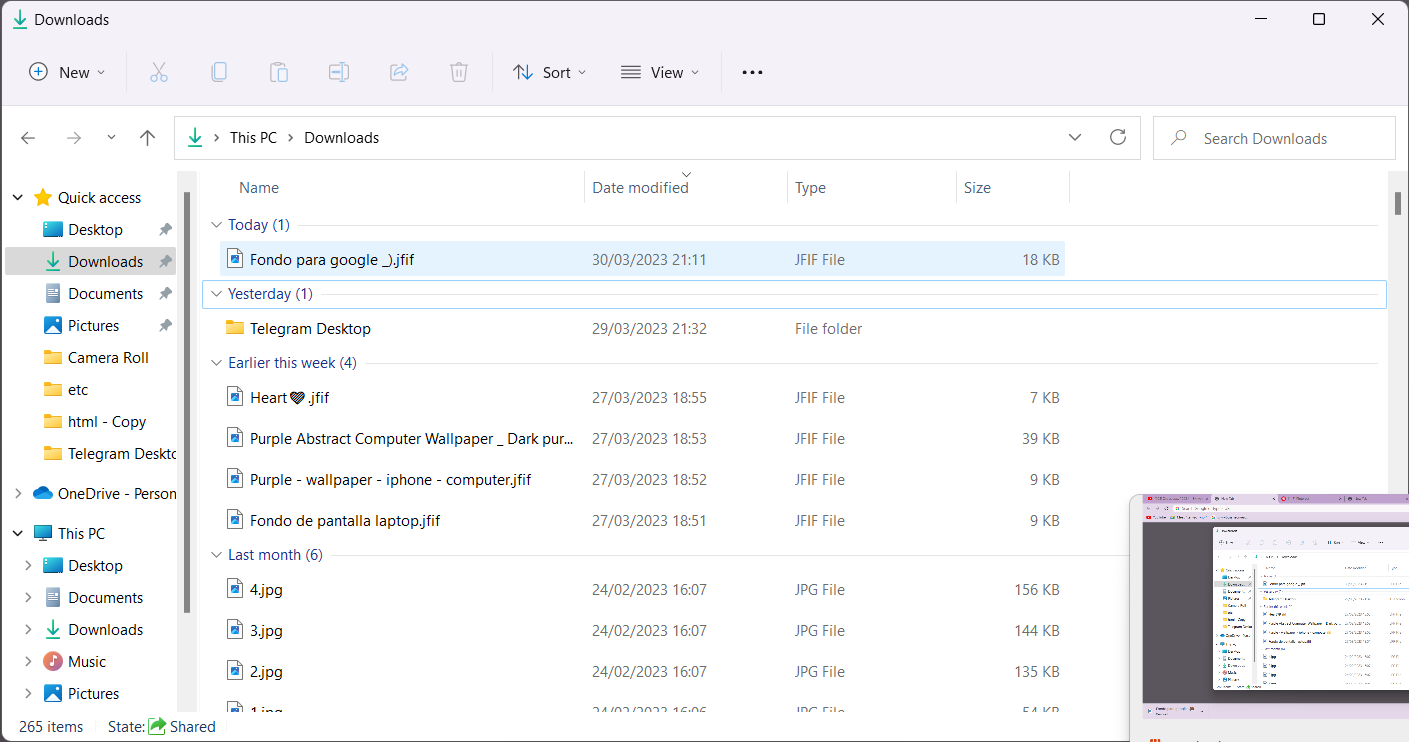 Downloads
New
Sort
View
This PC
Downloads
Search Downloads
Quick access
Desktop
Downloads
Documents
Pictures
Camera Roll
etc
html - Copy
Telegram Deskto
OneDrive - Person
This PC
Desktop
Documents
Downloads
Music
Pictures
Name Date modified Type Size
Today (1)
Fondo para google _).jfif 30/03/2023 21:11 JFIF File 18 KB
Yesterday (1)
Telegram Desktop 29/03/2023 21:32 File folder
Earlier this week (4)
Heart🖤.jfif 27/03/2023 18:55 JFIF File 7 KB
Purple Abstract Computer Wallpaper _ Dark pur... 27/03/2023 18:53 JFIF File 39 KB
Purple - wallpaper - iphone - computer.jfif 27/03/2023 18:52 JFIF File 9 KB
Fondo de pantalla laptop.jfif 27/03/2023 18:51 JFIF File 9 KB
Last month (6)
4.jpg 24/02/2023 16:07 JPG File 156 KB
3.jpg 24/02/2023 16:07 JPG File 144 KB
2.jpg 24/02/2023 16:07 JPG File 135 KB
1.jpg 24/02/2023 16:06 JPG File 54 KB
265 items State: Shared